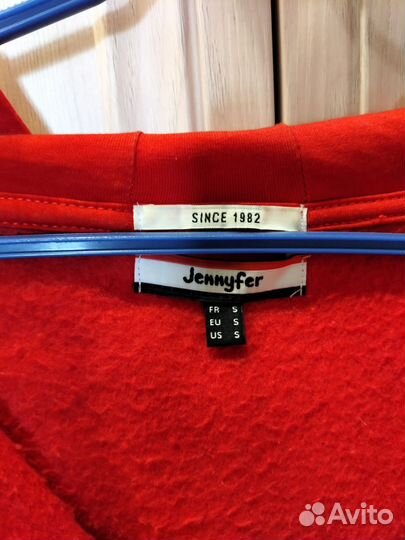 SINCE 1982
Jennyfer
FR S
EU S
US S
Avito